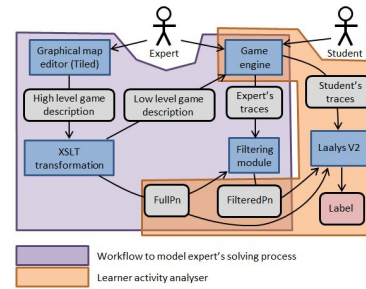 Expert
Student
Graphical map
editor (Tiled)
Game
engine
High level game
description
Low level game
description
Expert's
traces
Student's
traces
XSLT
transformation
Filtering
module
Laalys V2
FullPn
FilteredPn
Label
Workflow to model expert's solving process
Learner activity analyser